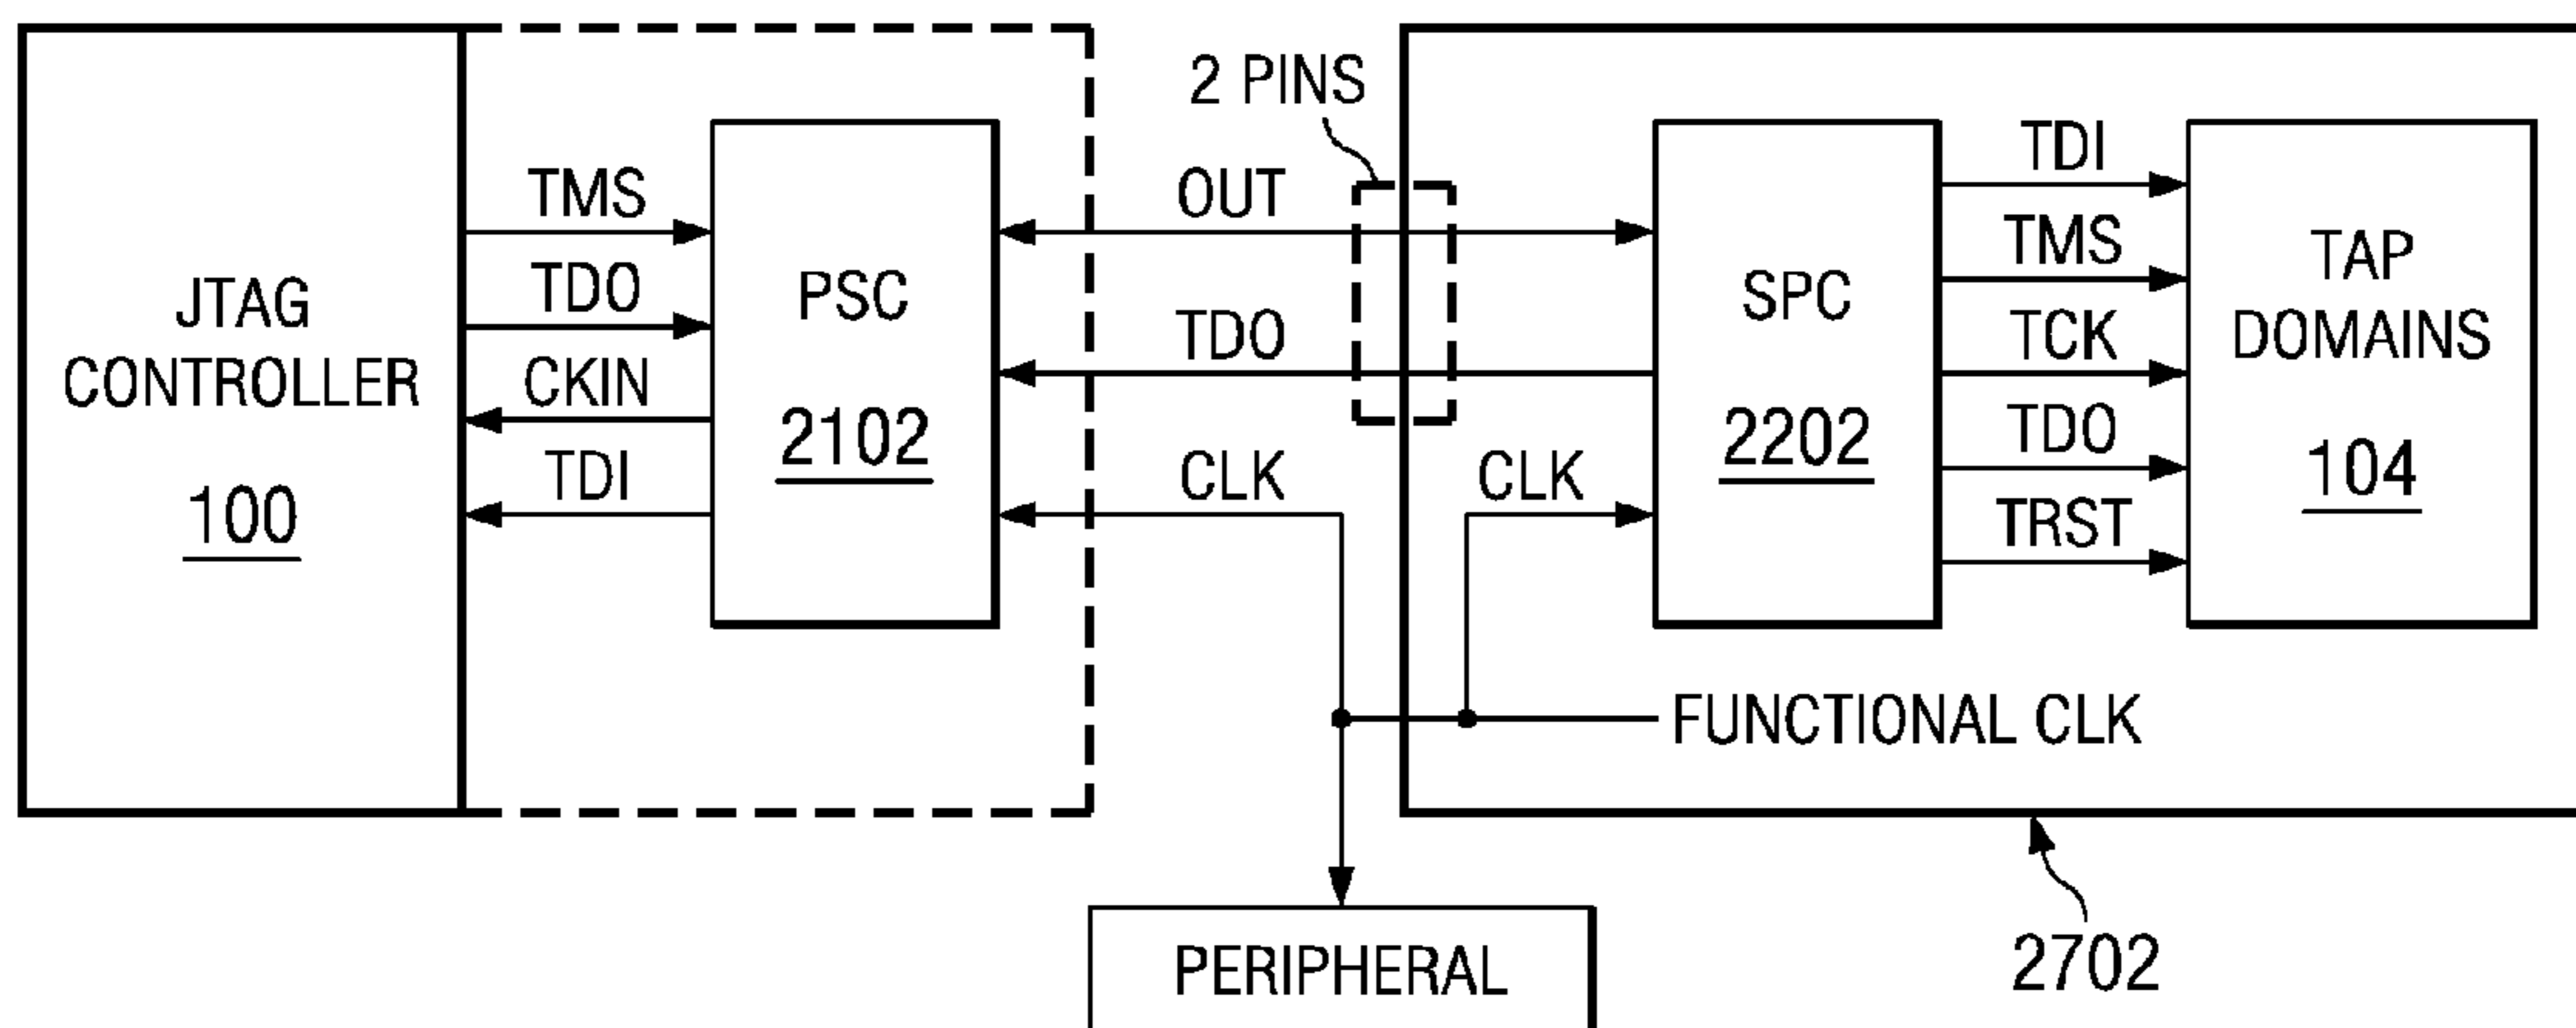 JTAG
CONTROLLER
100
TMS
TDO
CKIN
TDI
PSC
2102
2 PINS
OUT
TDO
CLK
CLK
SPC
2202
TDI
TMS
TCK
TDO
TRST
TAP
DOMAINS
104
FUNCTIONAL CLK
PERIPHERAL
2702